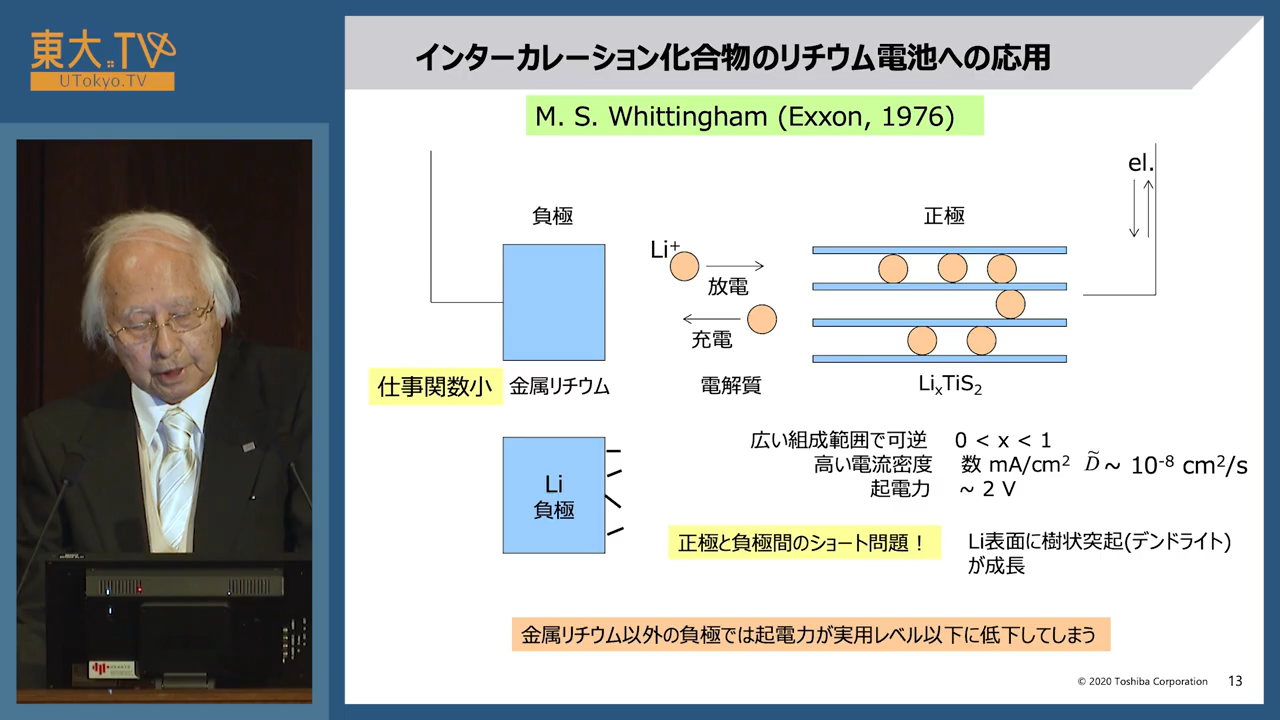 東大.TV
UTokyo.TV
インターカレーション化合物のリチウム電池への応用
M. S. Whittingham (Exxon, 1976)
el.
負極
正極
Li⁺
放電
充電
仕事関数小
金属リチウム
電解質
LiₓTiS₂
広い組成範囲で可逆 0 < x < 1
高い電流密度 数 mA/cm² D̃ ~ 10⁻⁸ cm²/s
起電力 ~ 2 V
Li
負極
正極と負極間のショート問題！
Li表面に樹状突起(デンドライト)
が成長
金属リチウム以外の負極では起電力が実用レベル以下に低下してしまう
© 2020 Toshiba Corporation 13